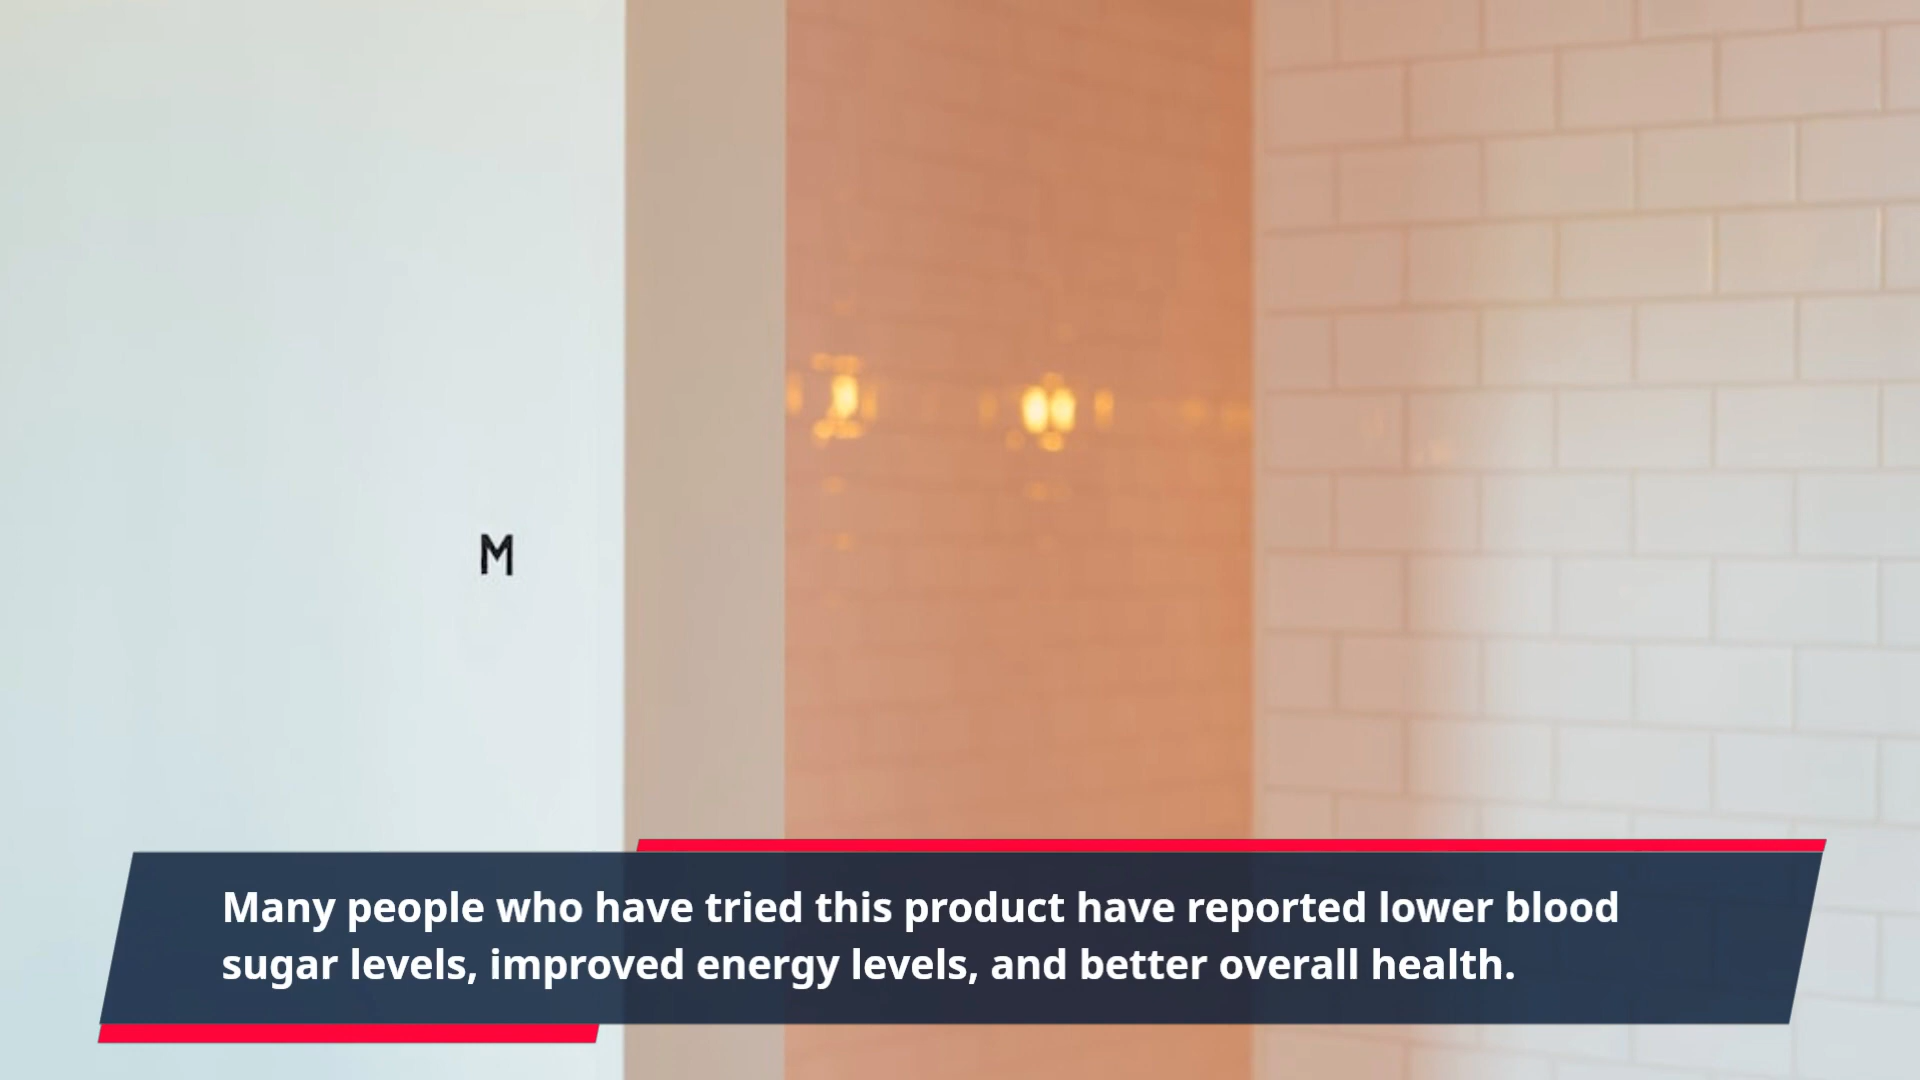 M
Many people who have tried this product have reported lower blood
sugar levels, improved energy levels, and better overall health.